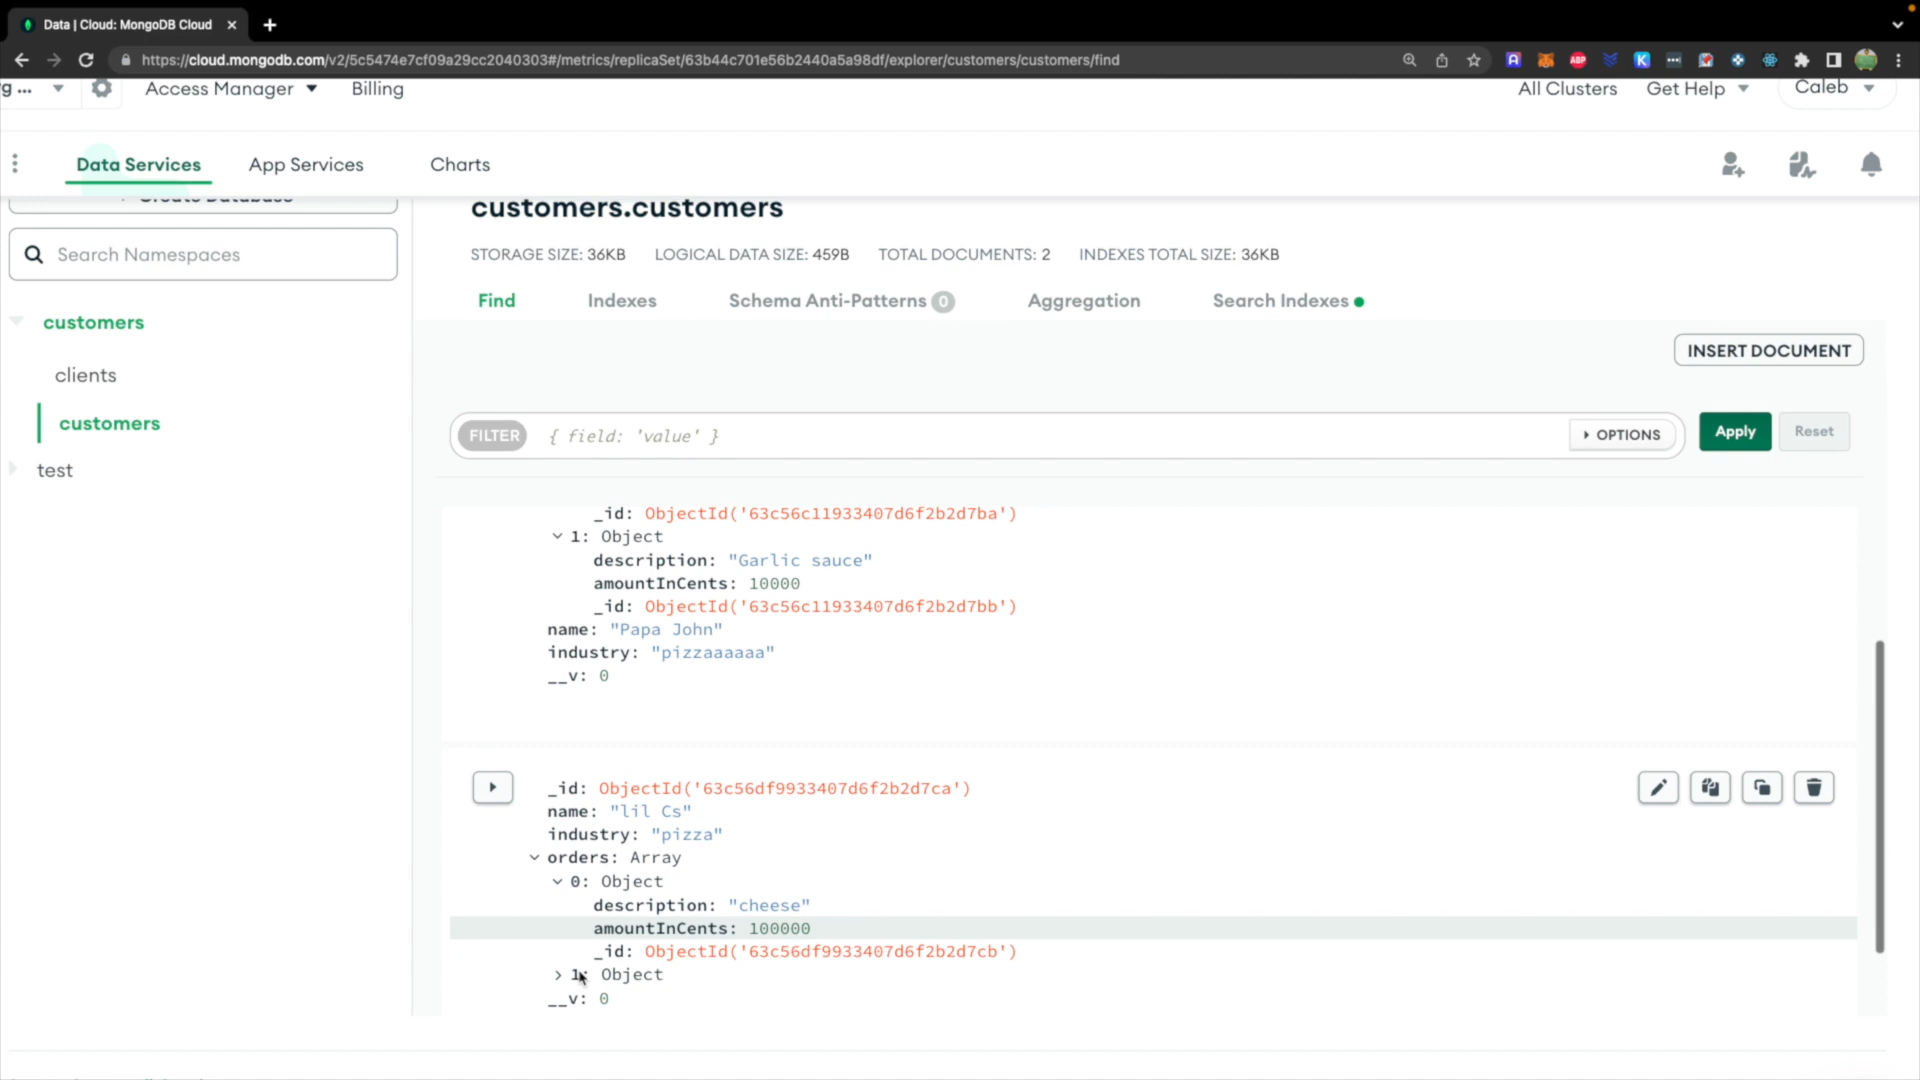 Data | Cloud: MongoDB Cloud
https://cloud.mongodb.com/v2/5c5474e7cf09a29cc2040303#/metrics/replicaSet/63b44c701e56b2440a5a98df/explorer/customers/customers/find
g ... Access Manager Billing All Clusters Get Help Caleb
Data Services App Services Charts
Create Database
Search Namespaces
customers
clients
customers
test
customers.customers
STORAGE SIZE: 36KB LOGICAL DATA SIZE: 459B TOTAL DOCUMENTS: 2 INDEXES TOTAL SIZE: 36KB
Find Indexes Schema Anti-Patterns 0 Aggregation Search Indexes
INSERT DOCUMENT
FILTER { field: 'value' } OPTIONS Apply Reset
_id: ObjectId('63c56c11933407d6f2b2d7ba')
1: Object
description: "Garlic sauce"
amountInCents: 10000
_id: ObjectId('63c56c11933407d6f2b2d7bb')
name: "Papa John"
industry: "pizzaaaaaa"
__v: 0
_id: ObjectId('63c56df9933407d6f2b2d7ca')
name: "lil Cs"
industry: "pizza"
orders: Array
0: Object
description: "cheese"
amountInCents: 100000
_id: ObjectId('63c56df9933407d6f2b2d7cb')
1: Object
__v: 0